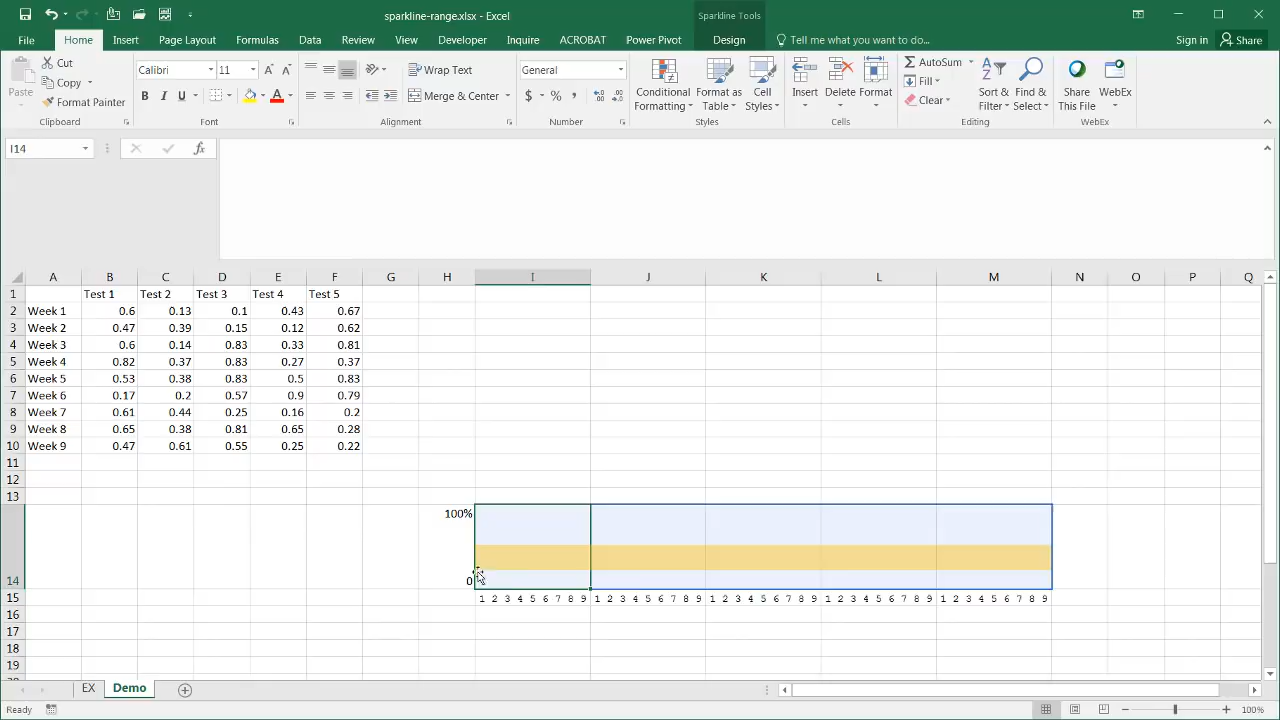 sparkline-range.xlsx - Excel
Sparkline Tools
File Home Insert Page Layout Formulas Data Review View Developer Inquire ACROBAT Power Pivot Design Tell me what you want to do... Sign in Share
Paste Cut Copy Format Painter
Calibri 11
B I U A
Wrap Text
Merge & Center
General
$ % ,
Conditional Formatting
Format as Table
Cell Styles
Insert Delete Format
AutoSum
Fill
Clear
Sort & Filter
Find & Select
Share This File
WebEx
Clipboard Font Alignment Number Styles Cells Editing WebEx
I14 fx
A B C D E F G H I J K L M N O P Q
1 Test 1 Test 2 Test 3 Test 4 Test 5
2 Week 1 0.6 0.13 0.1 0.43 0.67
3 Week 2 0.47 0.39 0.15 0.12 0.62
4 Week 3 0.6 0.14 0.83 0.33 0.81
5 Week 4 0.82 0.37 0.83 0.27 0.37
6 Week 5 0.53 0.38 0.83 0.5 0.83
7 Week 6 0.17 0.2 0.57 0.9 0.79
8 Week 7 0.61 0.44 0.25 0.16 0.2
9 Week 8 0.65 0.38 0.81 0.65 0.28
10 Week 9 0.47 0.61 0.55 0.25 0.22
11
12
13
100%
14 0
15 1 2 3 4 5 6 7 8 9 1 2 3 4 5 6 7 8 9 1 2 3 4 5 6 7 8 9 1 2 3 4 5 6 7 8 9 1 2 3 4 5 6 7 8 9
16
17
18
19
EX Demo
Ready 100%